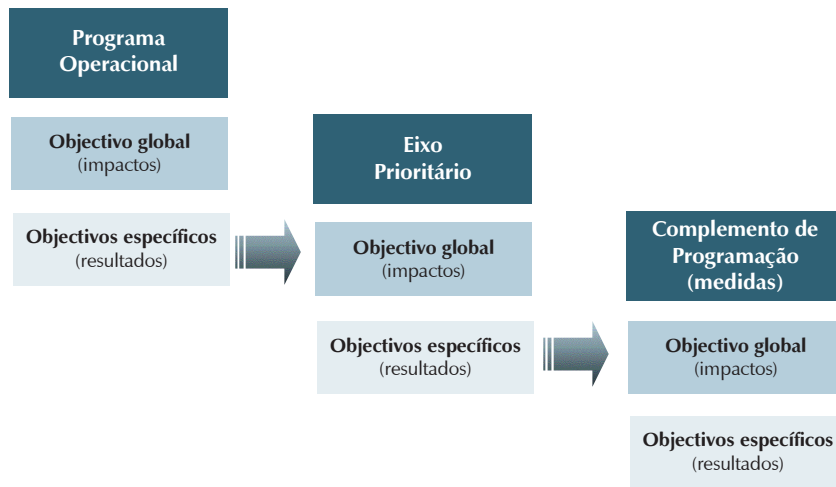 Programa
Operacional
Objectivo global
(impactos)
Objectivos específicos
(resultados)
Eixo
Prioritário
Objectivo global
(impactos)
Objectivos específicos
(resultados)
Complemento de
Programação
(medidas)
Objectivo global
(impactos)
Objectivos específicos
(resultados)